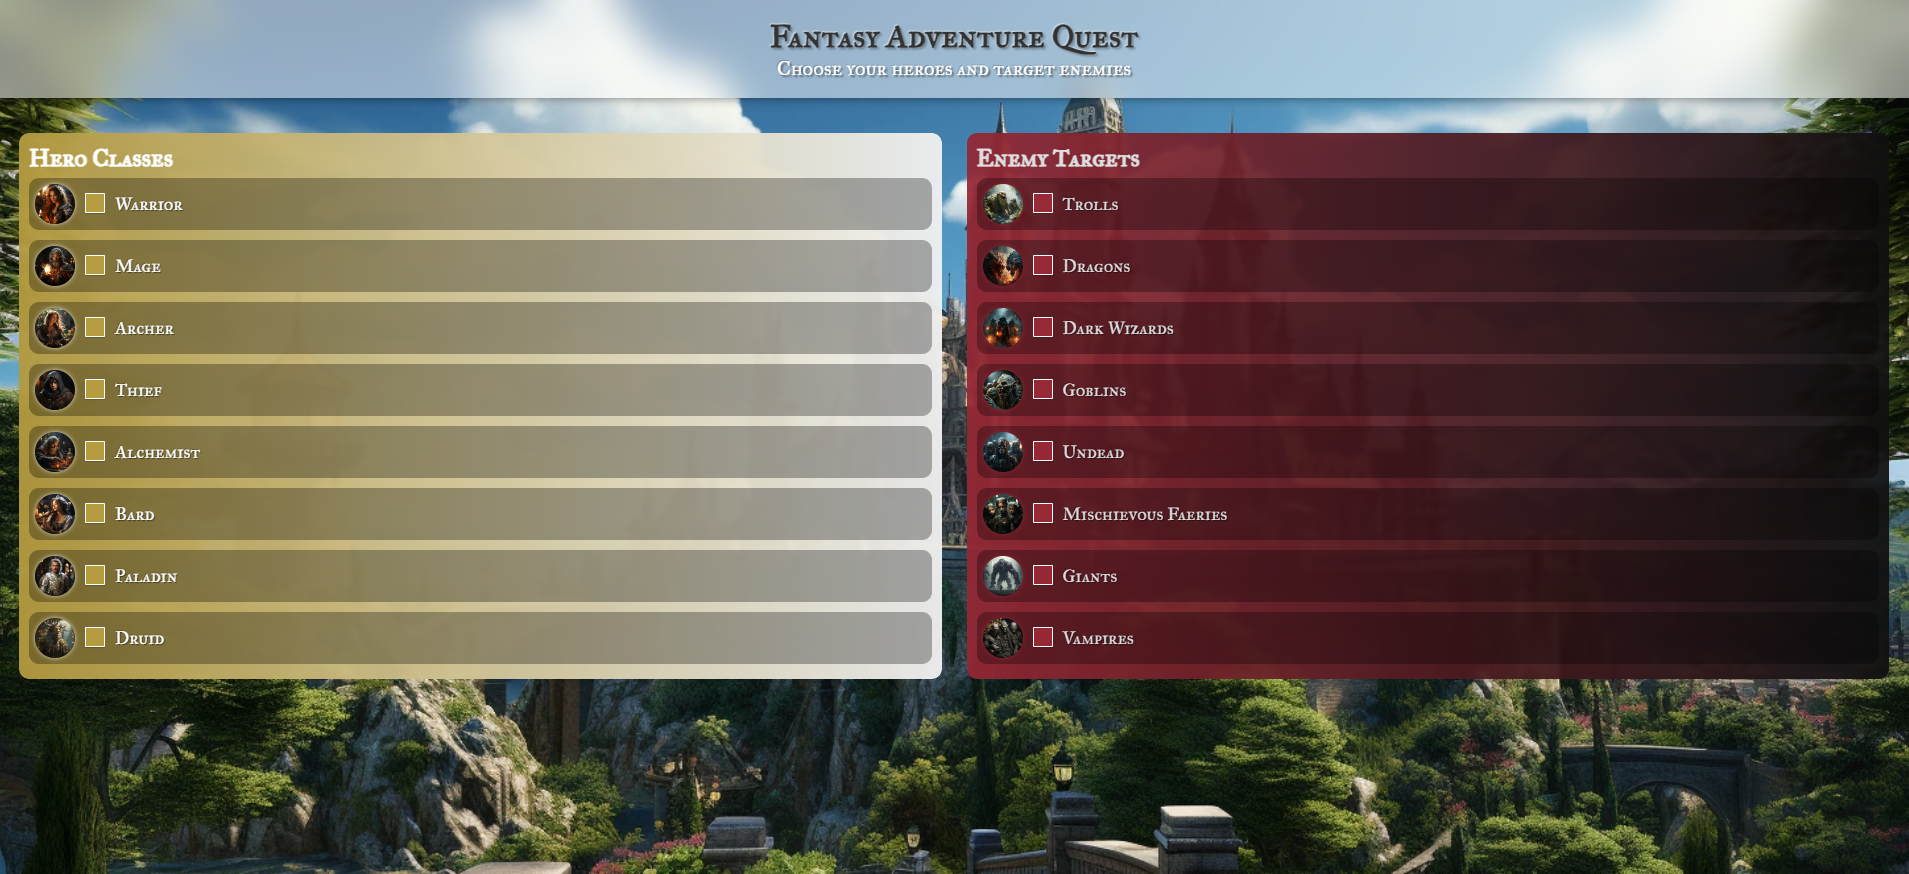 Fantasy Adventure Quest
Choose your heroes and target enemies
Hero Classes
Warrior
Mage
Archer
Thief
Alchemist
Bard
Paladin
Druid
Enemy Targets
Trolls
Dragons
Dark Wizards
Goblins
Undead
Mischievous Faeries
Giants
Vampires